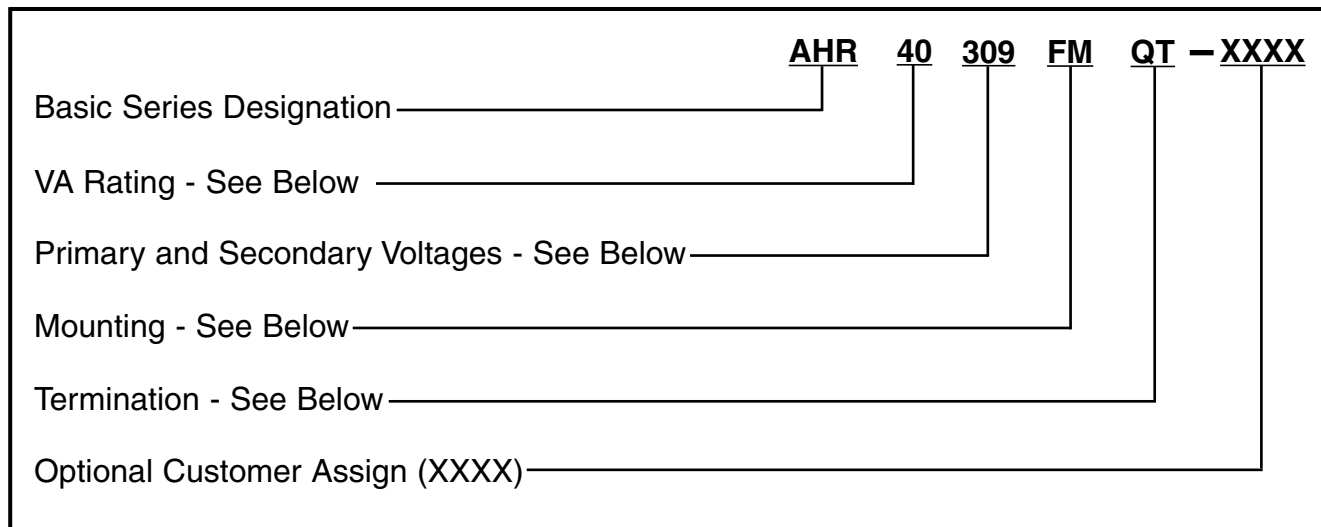 AHR 40 309 FM QT – XXXX
Basic Series Designation
VA Rating - See Below
Primary and Secondary Voltages - See Below
Mounting - See Below
Termination - See Below
Optional Customer Assign (XXXX)